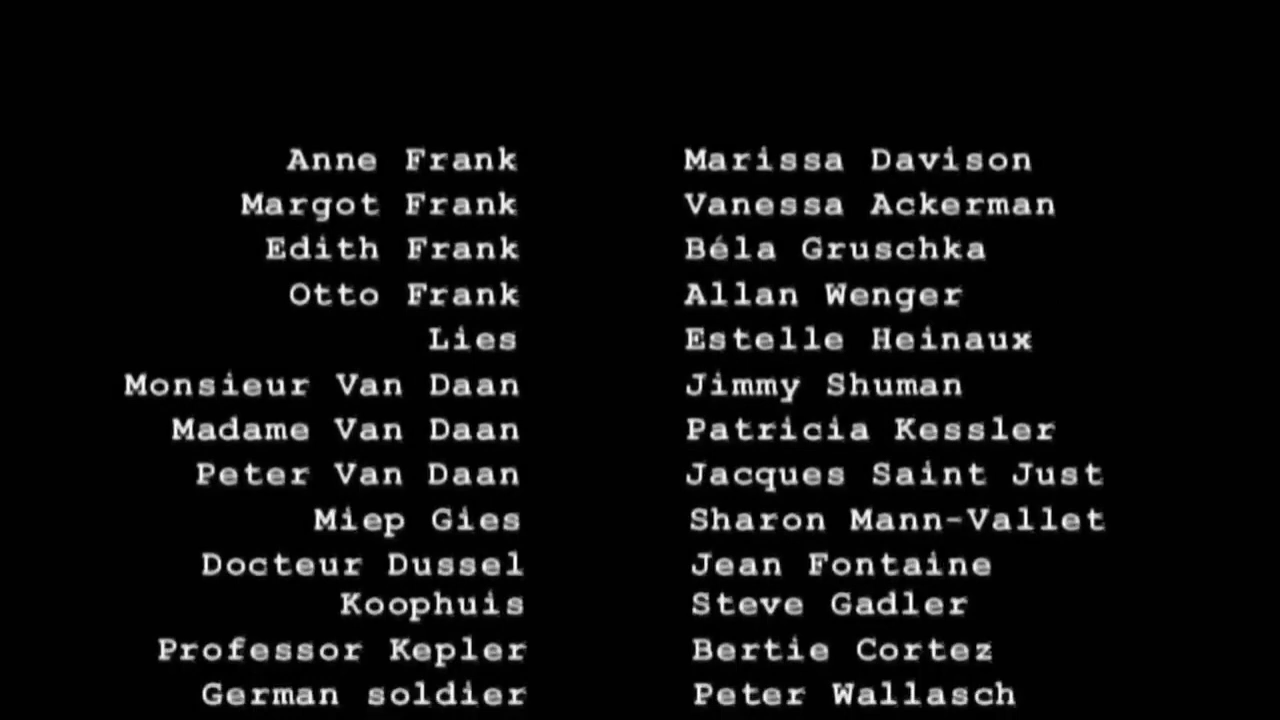 Anne Frank Marissa Davison
Margot Frank Vanessa Ackerman
Edith Frank Béla Gruschka
Otto Frank Allan Wenger
Lies Estelle Heinaux
Monsieur Van Daan Jimmy Shuman
Madame Van Daan Patricia Kessler
Peter Van Daan Jacques Saint Just
Miep Gies Sharon Mann-Vallet
Docteur Dussel Jean Fontaine
Koophuis Steve Gadler
Professor Kepler Bertie Cortez
German soldier Peter Wallasch